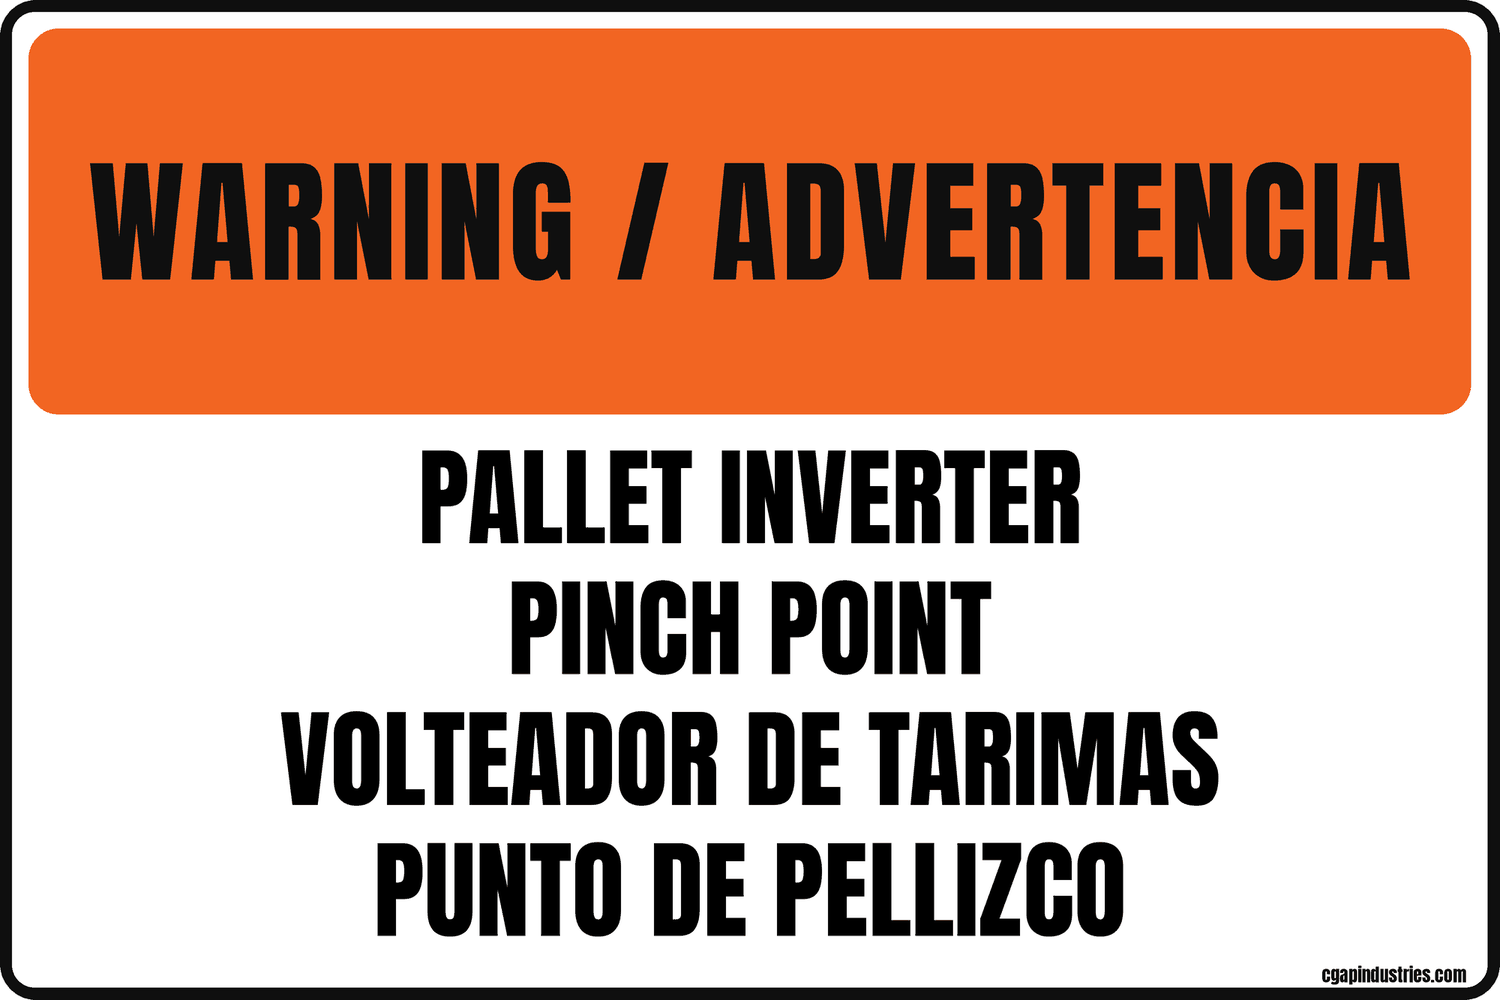 WARNING / ADVERTENCIA
PALLET INVERTER
PINCH POINT
VOLTEADOR DE TARIMAS
PUNTO DE PELLIZCO
cgapindustries.com